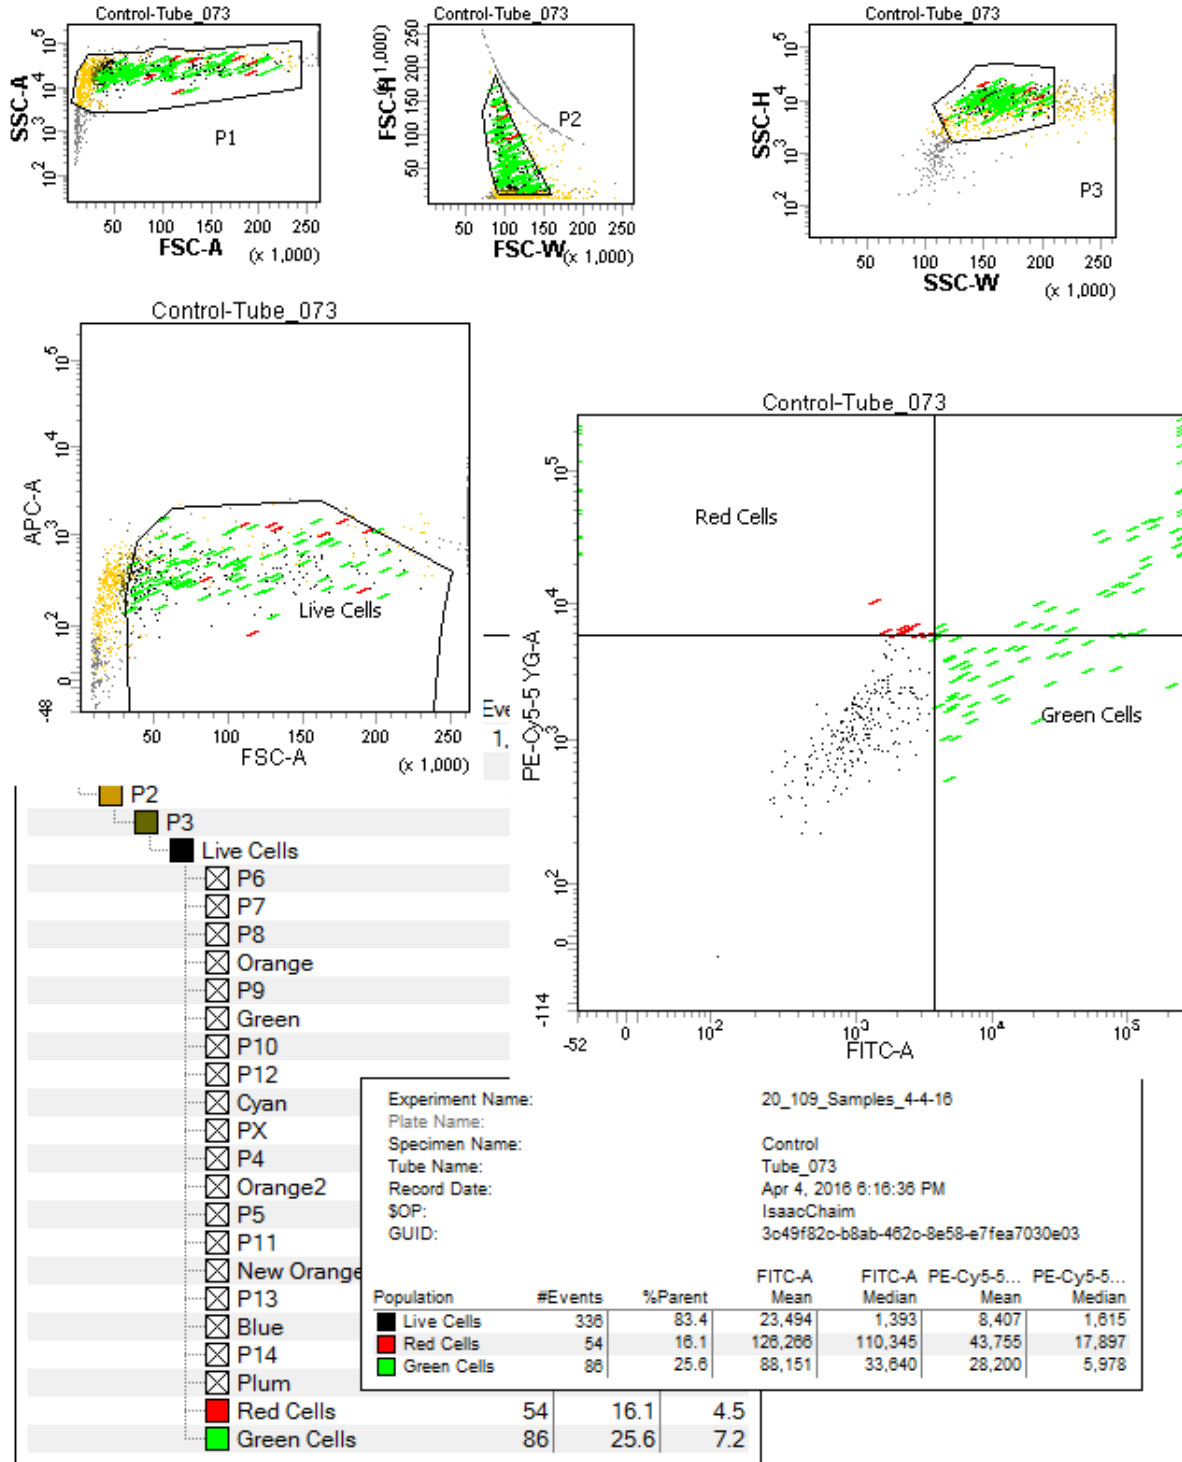 Control-Tube_073
SSC-A
10^5
10^4
10^3
10^2
P1
50 100 150 200 250
FSC-A (x 1,000)
Control-Tube_073
FSC-H
(x 1,000)
250
200
150
100
50
P2
50 100 150 200 250
FSC-W (x 1,000)
Control-Tube_073
SSC-H
10^5
10^4
10^3
10^2
P3
50 100 150 200 250
SSC-W (x 1,000)
Control-Tube_073
APC-A
10^5
10^4
10^3
10^2
0
-48
Live Cells
50 100 150 200 250
FSC-A (x 1,000)
Control-Tube_073
PE-Cy5-5 YG-A
10^5
10^4
10^3
10^2
0
-114
Red Cells
Green Cells
-52 0 10^2 10^3 10^4 10^5
FITC-A
Eve
1,
P2
P3
Live Cells
P6
P7
P8
Orange
P9
Green
P10
P12
Cyan
PX
P4
Orange2
P5
P11
New Orange
P13
Blue
P14
Plum
Red Cells 54 16.1 4.5
Green Cells 86 25.6 7.2
Experiment Name: 20_109_Samples_4-4-16
Plate Name:
Specimen Name: Control
Tube Name: Tube_073
Record Date: Apr 4, 2016 6:16:36 PM
$OP: IsaacChaim
GUID: 3c49f82c-b8ab-462c-8e58-e7fea7030e03
FITC-A FITC-A PE-Cy5-5... PE-Cy5-5...
Population #Events %Parent Mean Median Mean Median
Live Cells 336 83.4 23,494 1,393 8,407 1,615
Red Cells 54 16.1 126,266 110,345 43,755 17,897
Green Cells 86 25.6 88,151 33,640 28,200 5,978